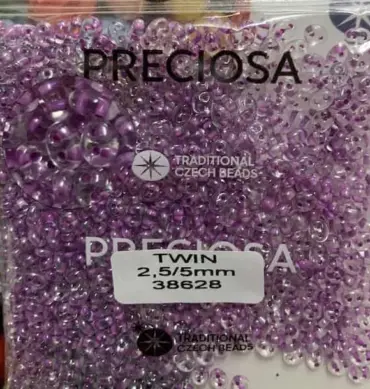 PRECIOSA
TRADITIONAL
CZECH BEADS
PRECIOSA
TWIN
2,5/5mm
38628
TRADITIONAL
CZECH BEADS